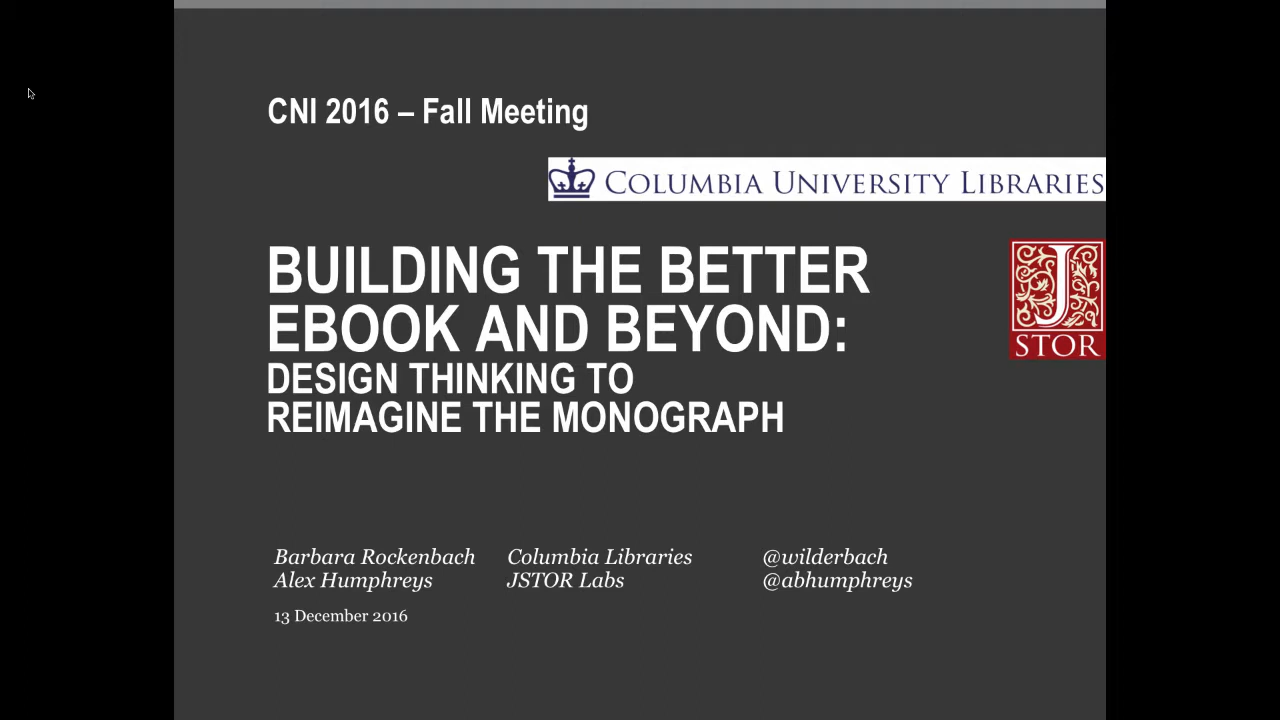 CNI 2016 – Fall Meeting
COLUMBIA UNIVERSITY LIBRARIES
BUILDING THE BETTER
EBOOK AND BEYOND:
DESIGN THINKING TO
REIMAGINE THE MONOGRAPH
J
STOR
Barbara Rockenbach Columbia Libraries @wilderbach
Alex Humphreys JSTOR Labs @abhumphreys
13 December 2016